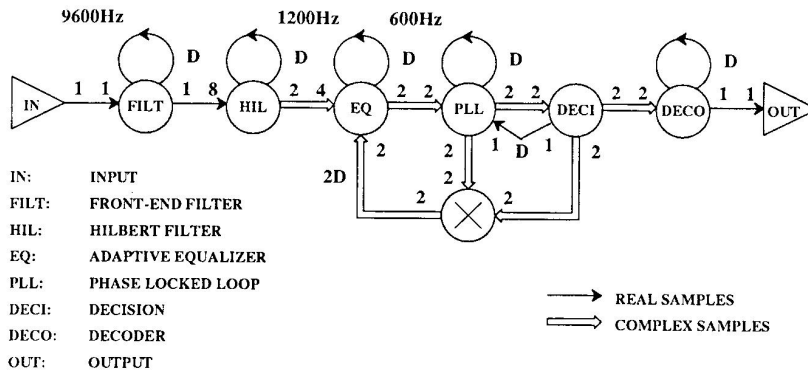 9600Hz 1200Hz 600Hz
D D D D D
1 1 1 8 2 4 2 2 2 2 2 2 1 1
IN FILT HIL EQ PLL DECI DECO OUT
2 2 1 D 1 2
2D 2 2 2
IN: INPUT
FILT: FRONT-END FILTER
HIL: HILBERT FILTER
EQ: ADAPTIVE EQUALIZER
PLL: PHASE LOCKED LOOP
DECI: DECISION
DECO: DECODER
OUT: OUTPUT
REAL SAMPLES
COMPLEX SAMPLES